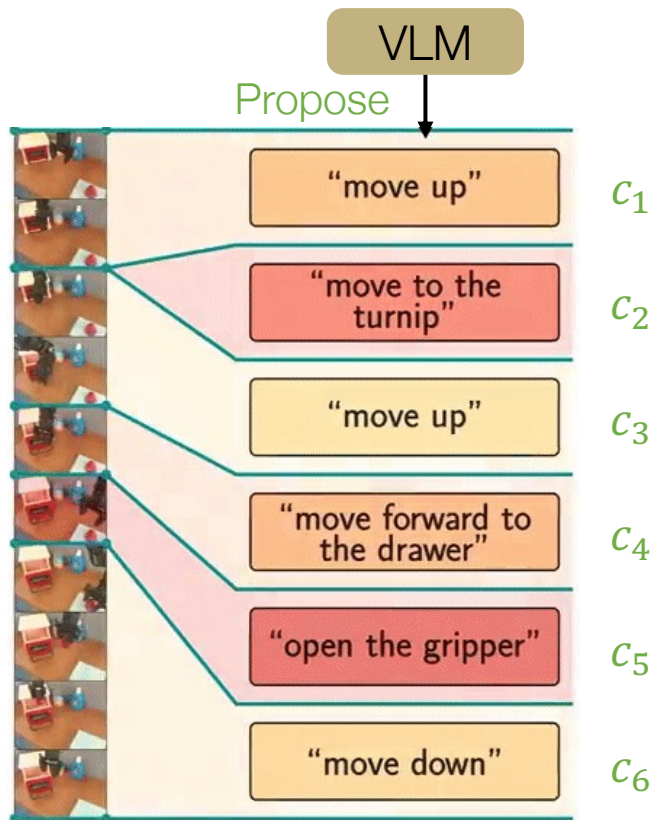 VLM
Propose
“move up”
c₁
“move to the
turnip”
c₂
“move up”
c₃
“move forward to
the drawer”
c₄
“open the gripper”
c₅
“move down”
c₆